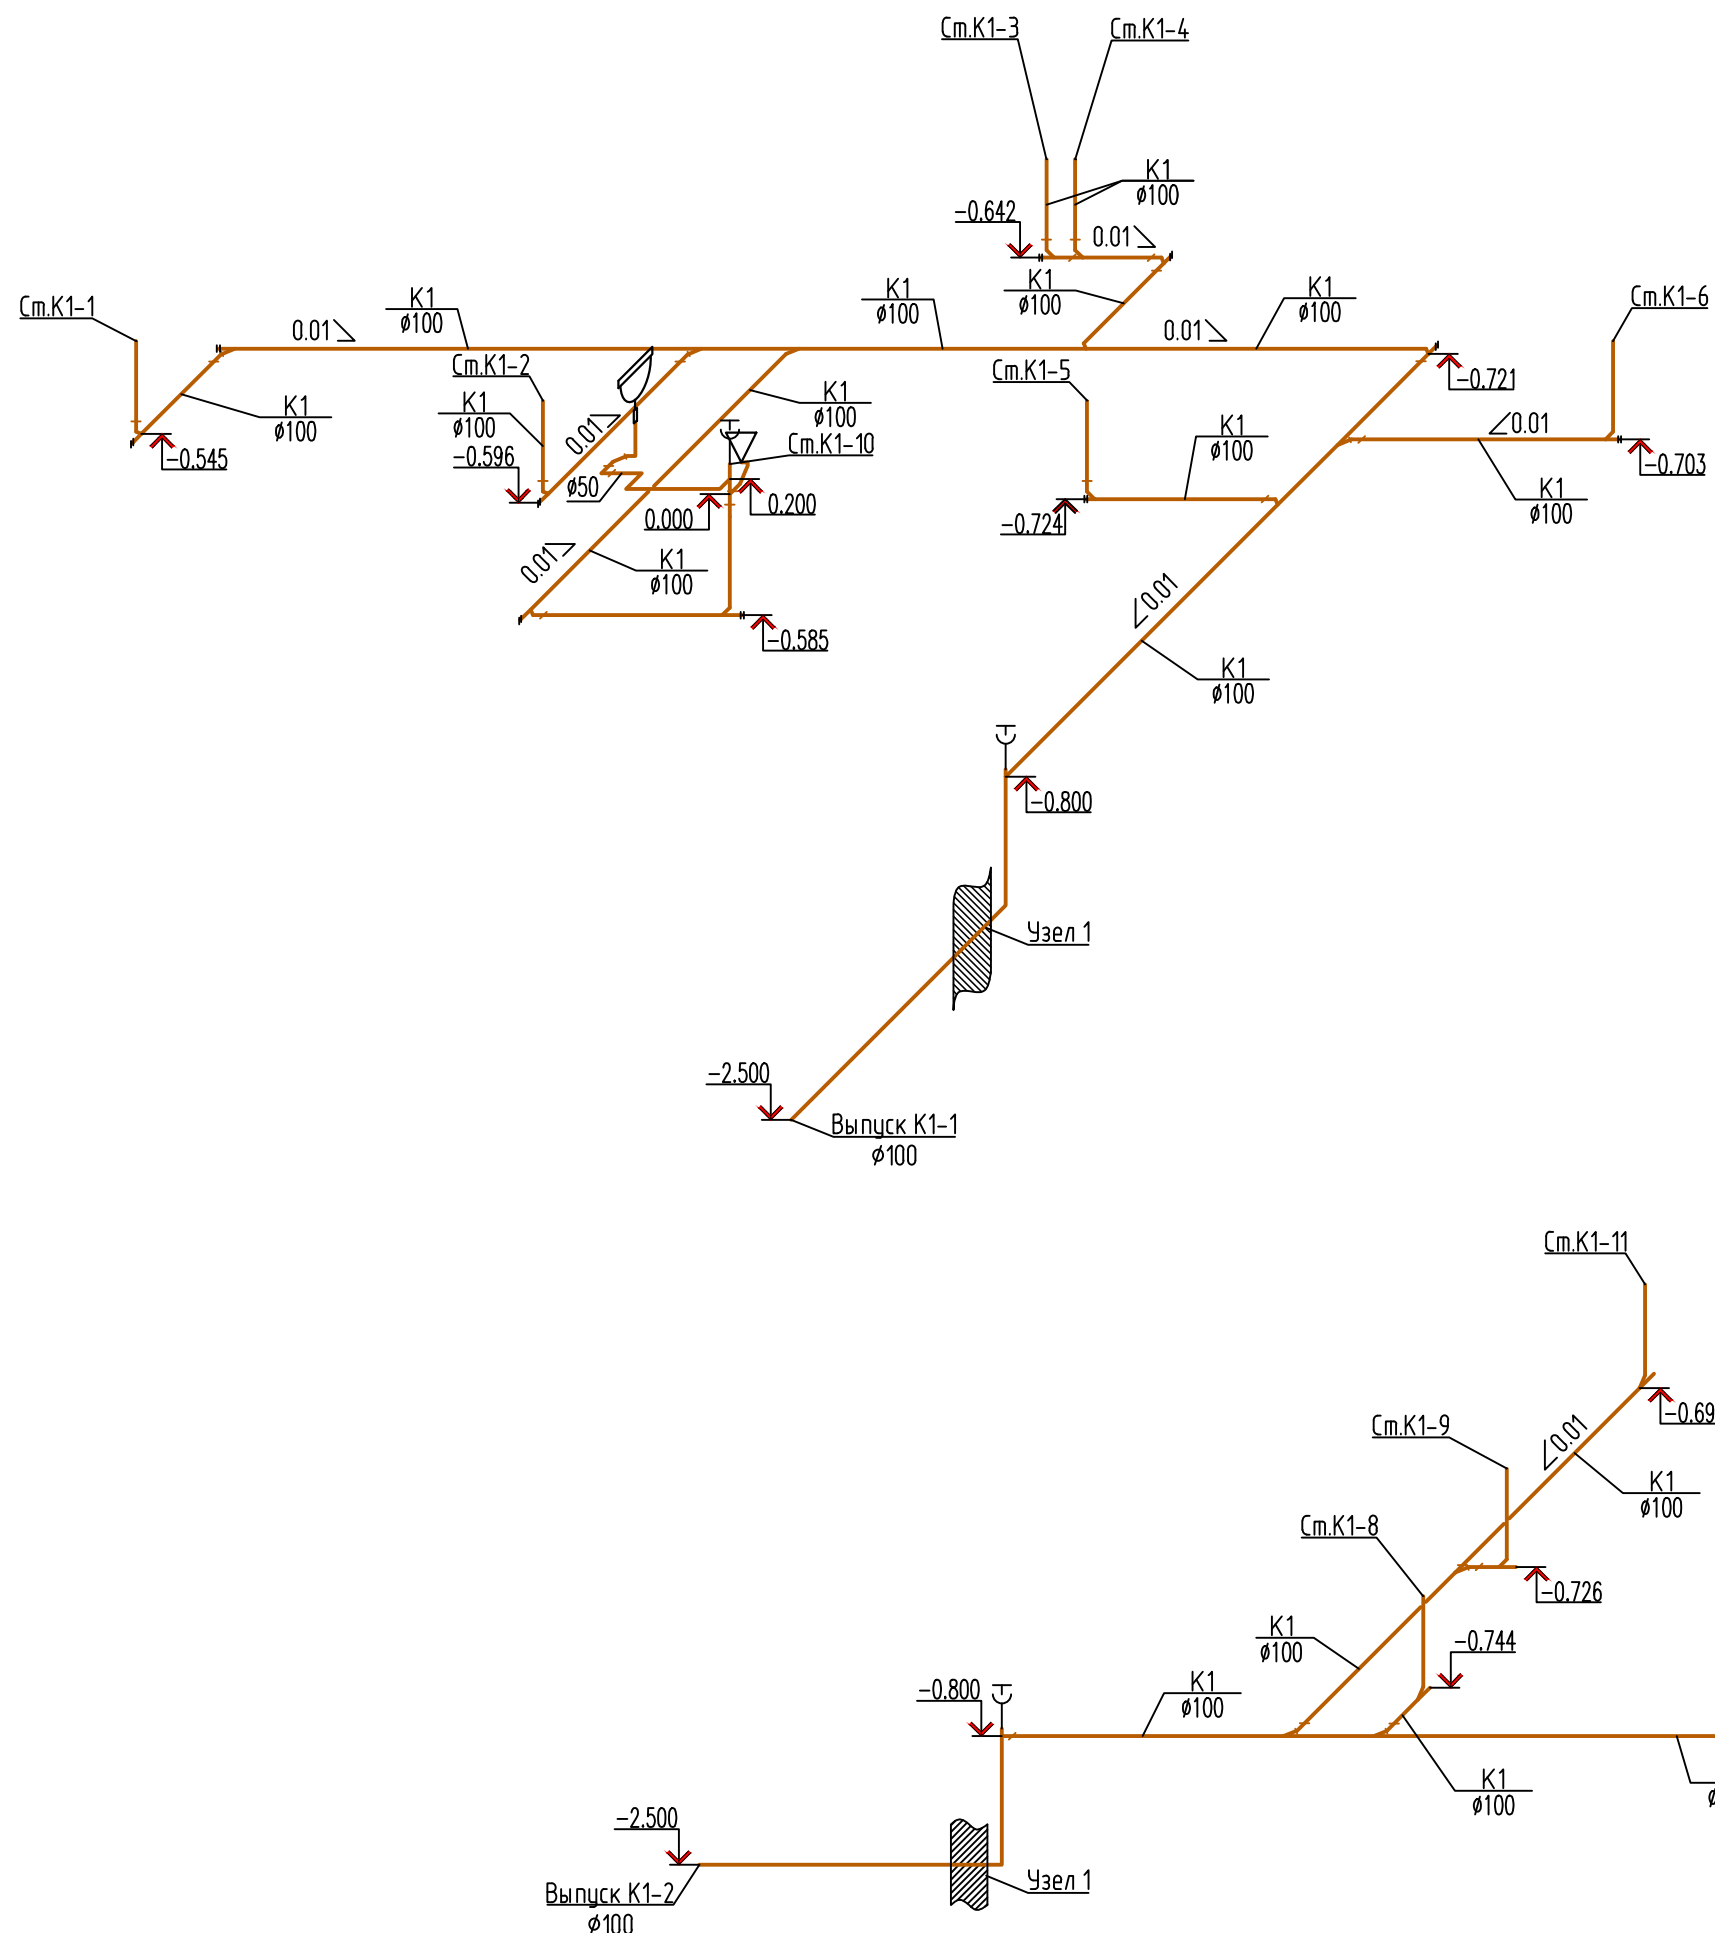 Ст.К1-3
Ст.К1-4
К1
ø100
-0.642
0.01
К1
ø100
Ст.К1-1
0.01
К1
ø100
К1
ø100
0.01
К1
ø100
Ст.К1-6
Ст.К1-2
К1
ø100
-0.596
К1
ø100
-0.545
0.01
К1
ø100
Ст.К1-10
ø50
0.000
0.200
Ст.К1-5
К1
ø100
-0.724
-0.721
0.01
-0.703
К1
ø100
0.01
К1
ø100
-0.585
0.01
К1
ø100
-0.800
Узел 1
-2.500
Выпуск К1-1
ø100
Ст.К1-11
-0.69
Ст.К1-9
0.01
К1
ø100
Ст.К1-8
-0.726
К1
ø100
-0.744
-0.800
К1
ø100
К1
ø100
ø
-2.500
Выпуск К1-2
ø100
Узел 1